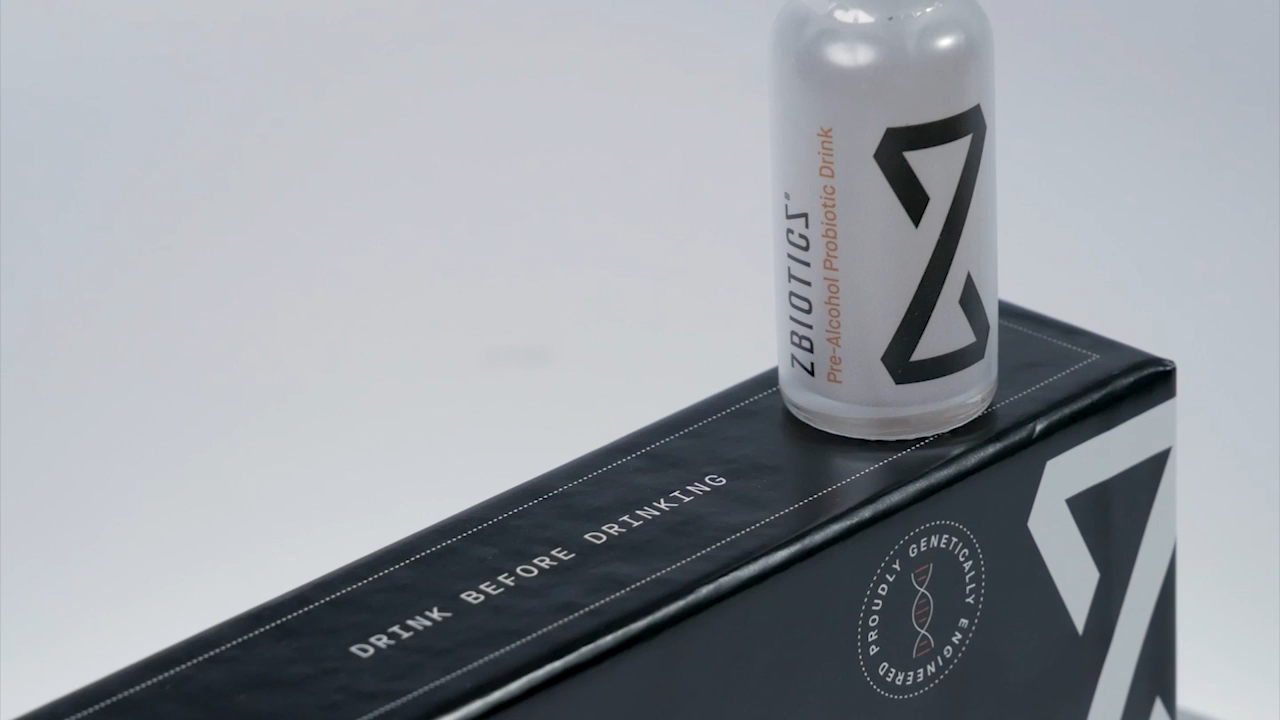 ZBIOTICS®
Pre-Alcohol Probiotic Drink
DRINK BEFORE DRINKING
PROUDLY GENETICALLY ENGINEERED